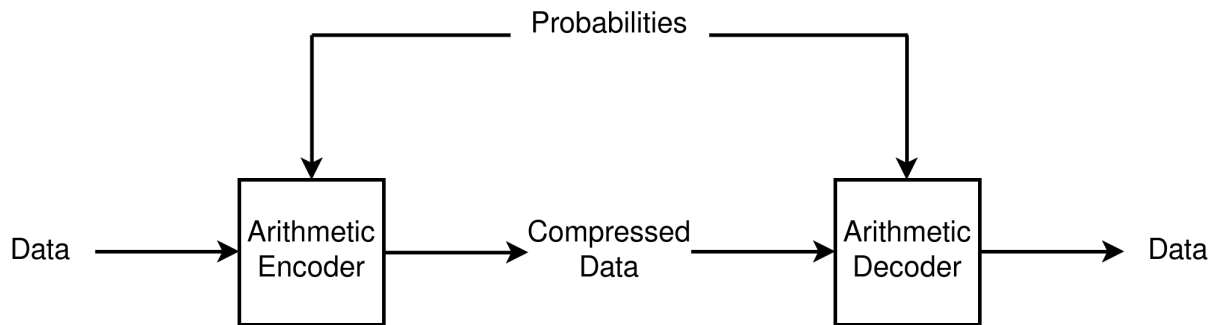 Probabilities
Data
Arithmetic
Encoder
Compressed
Data
Arithmetic
Decoder
Data